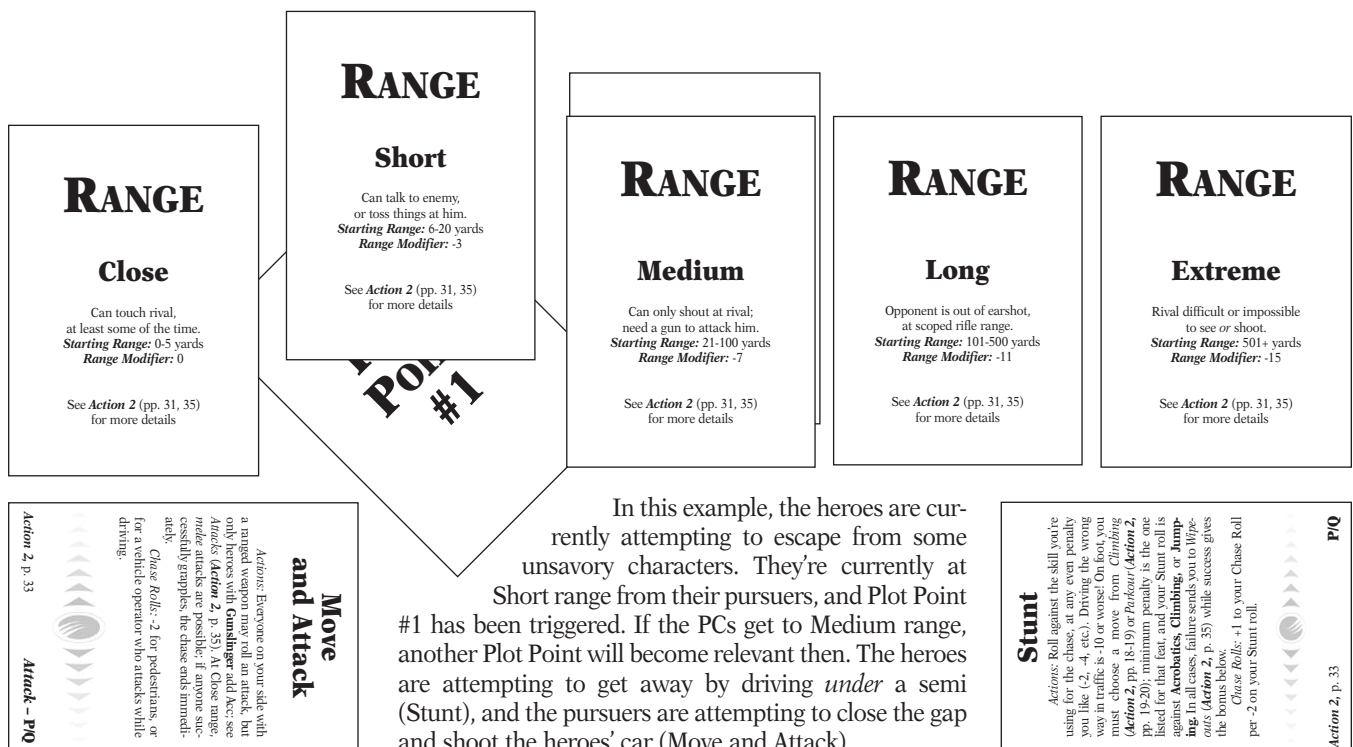 RANGE
Close
Can touch rival,
at least some of the time.
Starting Range: 0-5 yards
Range Modifier: 0
See Action 2 (pp. 31, 35)
for more details
RANGE
Short
Can talk to enemy,
or toss things at him.
Starting Range: 6-20 yards
Range Modifier: -3
See Action 2 (pp. 31, 35)
for more details
#1
RANGE
Medium
Can only shout at rival;
need a gun to attack him.
Starting Range: 21-100 yards
Range Modifier: -7
See Action 2 (pp. 31, 35)
for more details
RANGE
Long
Opponent is out of earshot,
at scoped rifle range.
Starting Range: 101-500 yards
Range Modifier: -11
See Action 2 (pp. 31, 35)
for more details
RANGE
Extreme
Rival difficult or impossible
to see or shoot.
Starting Range: 501+ yards
Range Modifier: -15
See Action 2 (pp. 31, 35)
for more details
Move
and Attack
Actions: Everyone on your side with
a ranged weapon may roll an attack, but
only heroes with Gunslinger add Acc; see
Attacks (Action 2, p. 35). At Close range,
melee attacks are possible; if anyone suc-
cessfully grapples, the chase ends immedi-
ately.
Chase Rolls: -2 for pedestrians, or
for a vehicle operator who attacks while
driving.
Action 2, p. 33
Attack – P/Q
In this example, the heroes are cur-
rently attempting to escape from some
unsavory characters. They're currently at
Short range from their pursuers, and Plot Point
#1 has been triggered. If the PCs get to Medium range,
another Plot Point will become relevant then. The heroes
are attempting to get away by driving under a semi
(Stunt), and the pursuers are attempting to close the gap
and shoot the heroes' car (Move and Attack).
Stunt
Actions: Roll against the skill you're
using for the chase, at any even penalty
you like (-2, -4, etc.). Driving the wrong
way in traffic is -10 or worse! On foot, you
must choose a move from Climbing
(Action 2, pp. 18-19) or Parkour (Action 2,
pp. 19-20); minimum penalty is the one
listed for that feat, and your Stunt roll is
against Acrobatics, Climbing, or Jump-
ing. In all cases, failure sends you to Wipe-
outs (Action 2, p. 35) while success gives
the bonus below.
Chase Rolls: +1 to your Chase Roll
per -2 on your Stunt roll.
Action 2, p. 33
P/Q